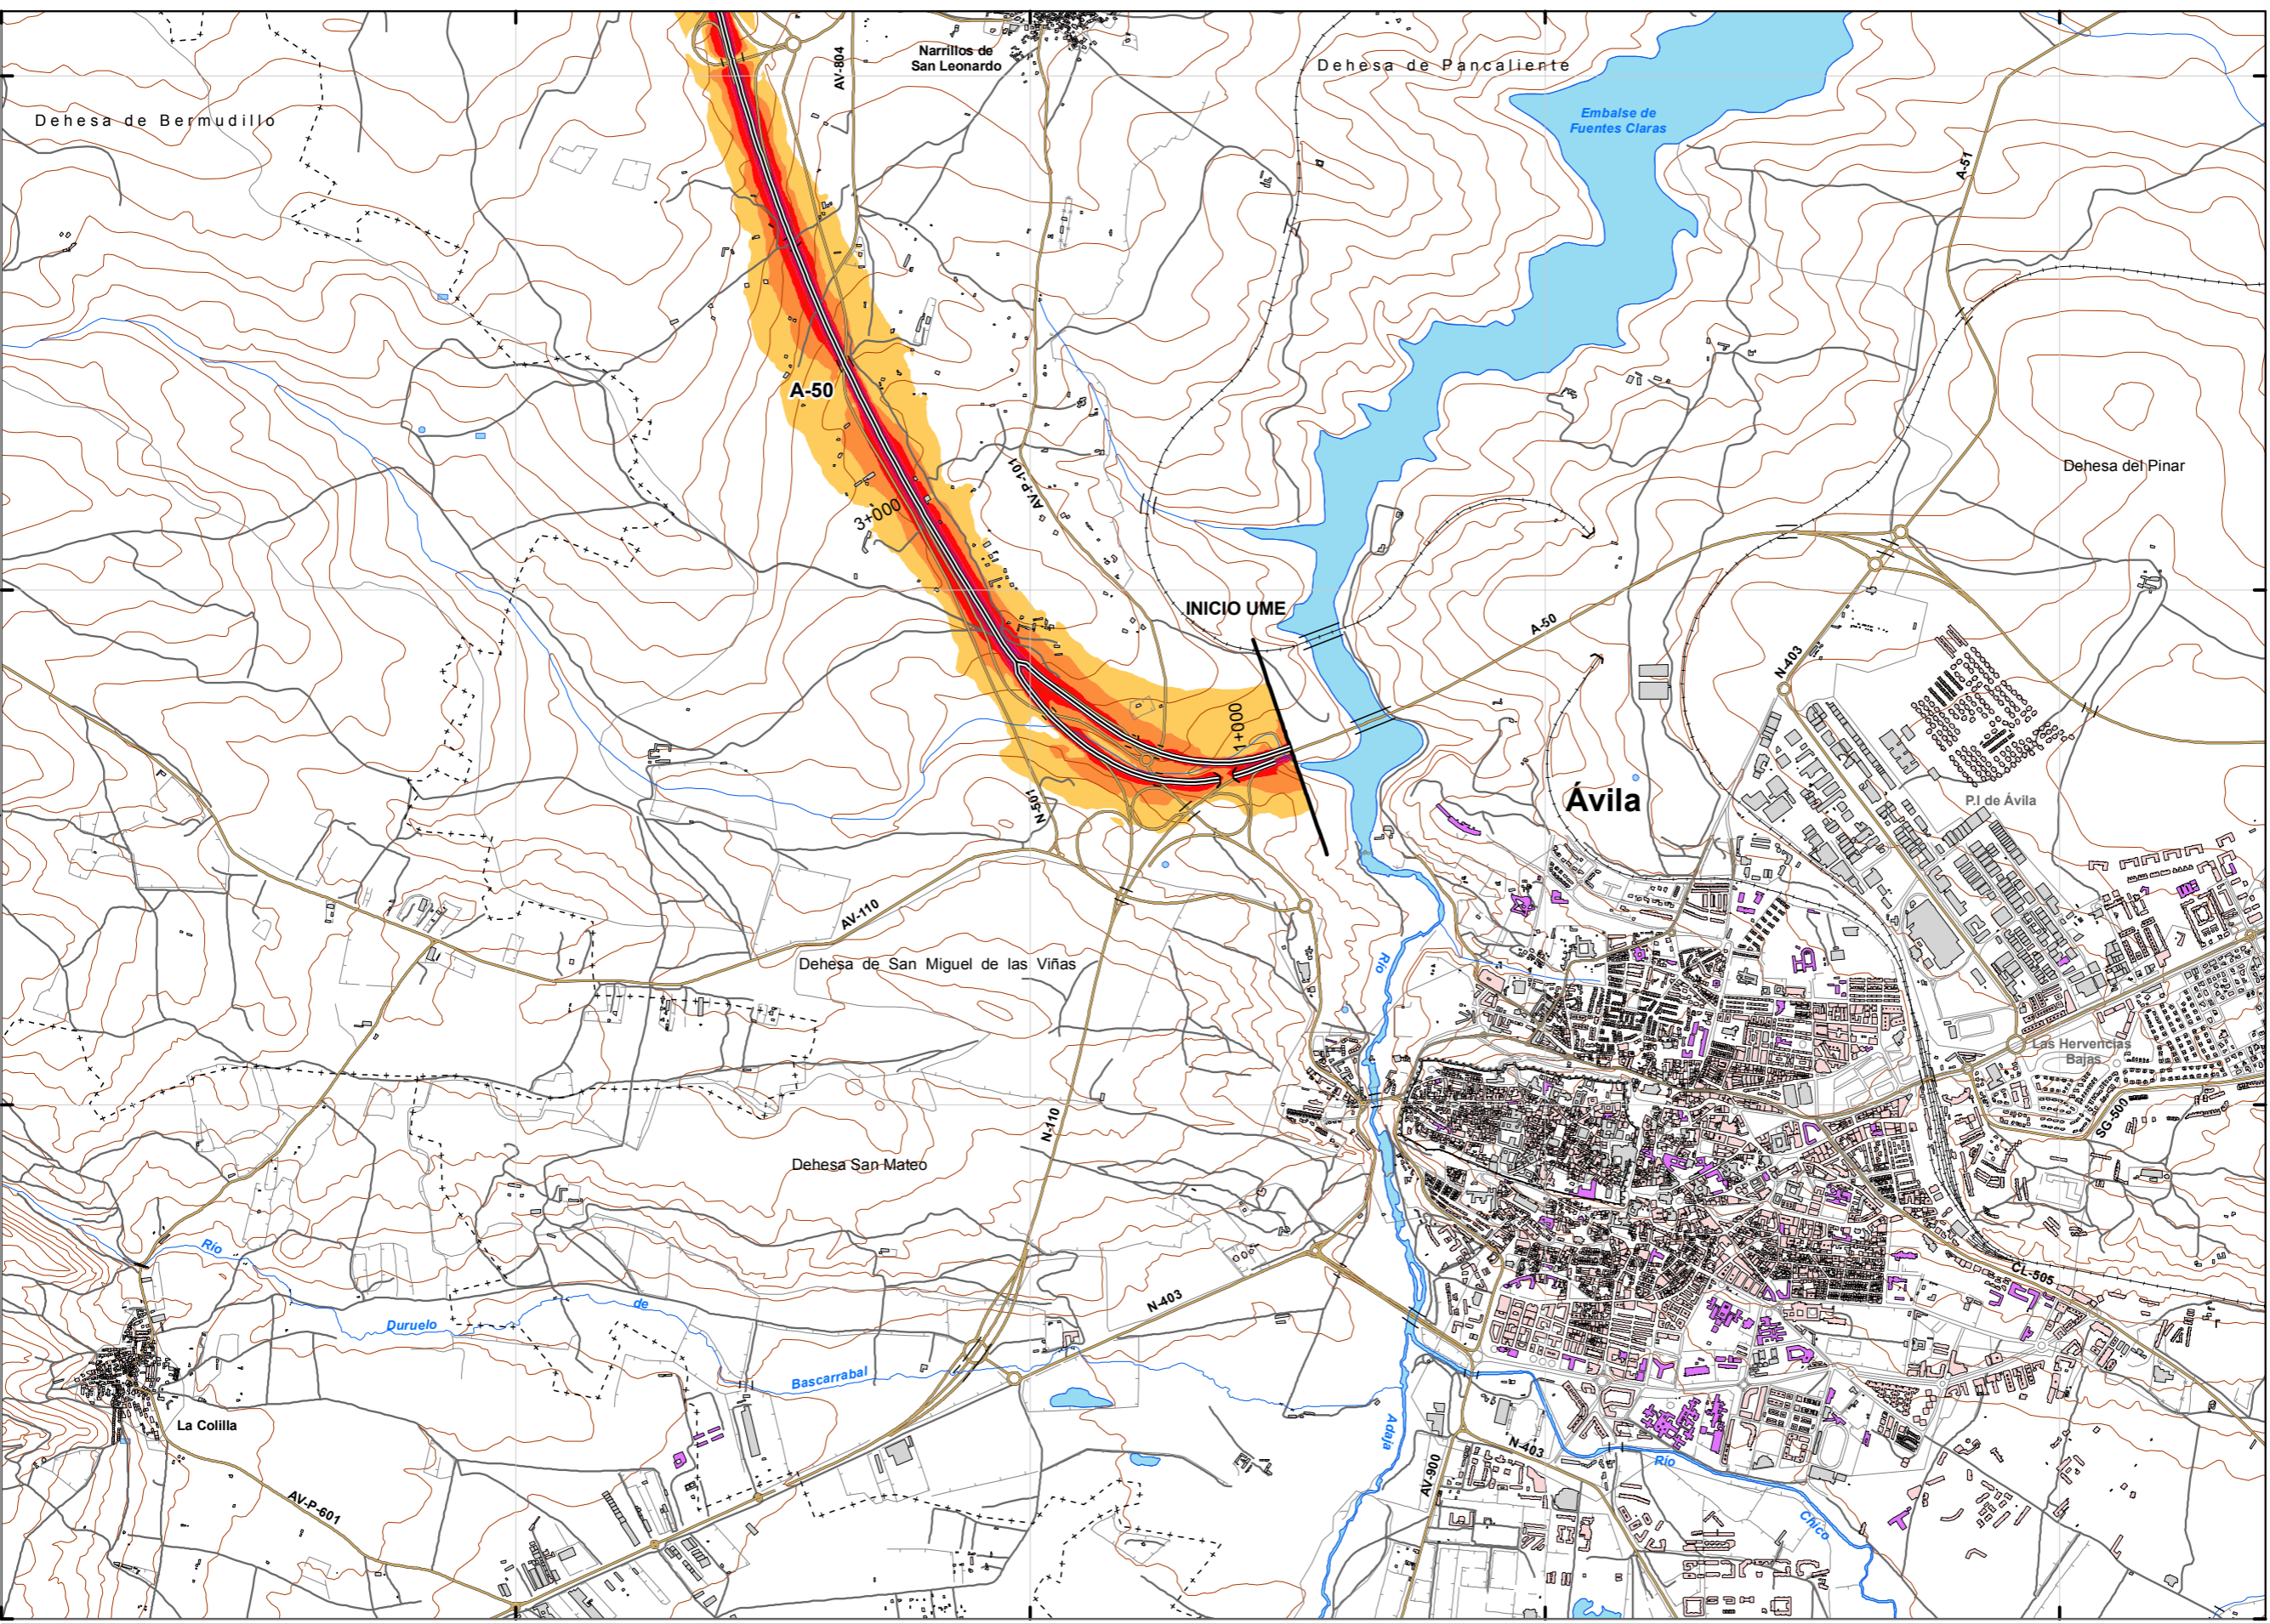 AV-804
Narrillos de
San Leonardo
Dehesa de Pancaliente
Dehesa de Bermudillo
Embalse de
Fuentes Claras
A-51
A-50
Dehesa del Pinar
AV-P-101
3+000
INICIO UME
A-50
N-403
1+000
N-501
Ávila
P.I de Ávila
AV-110
Dehesa de San Miguel de las Viñas
Río
Las Hervencias
Bajas
SG-500
N-110
Dehesa San Mateo
Río
CL-505
de
N-403
Duruelo
Bascarrabal
La Colilla
Adaja
N-403
Río
AV-900
AV-P-601
Chico